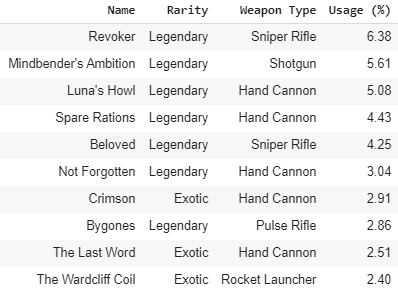 Name Rarity Weapon Type Usage (%)
Revoker Legendary Sniper Rifle 6.38
Mindbender's Ambition Legendary Shotgun 5.61
Luna's Howl Legendary Hand Cannon 5.08
Spare Rations Legendary Hand Cannon 4.43
Beloved Legendary Sniper Rifle 4.25
Not Forgotten Legendary Hand Cannon 3.04
Crimson Exotic Hand Cannon 2.91
Bygones Legendary Pulse Rifle 2.86
The Last Word Exotic Hand Cannon 2.51
The Wardcliff Coil Exotic Rocket Launcher 2.40